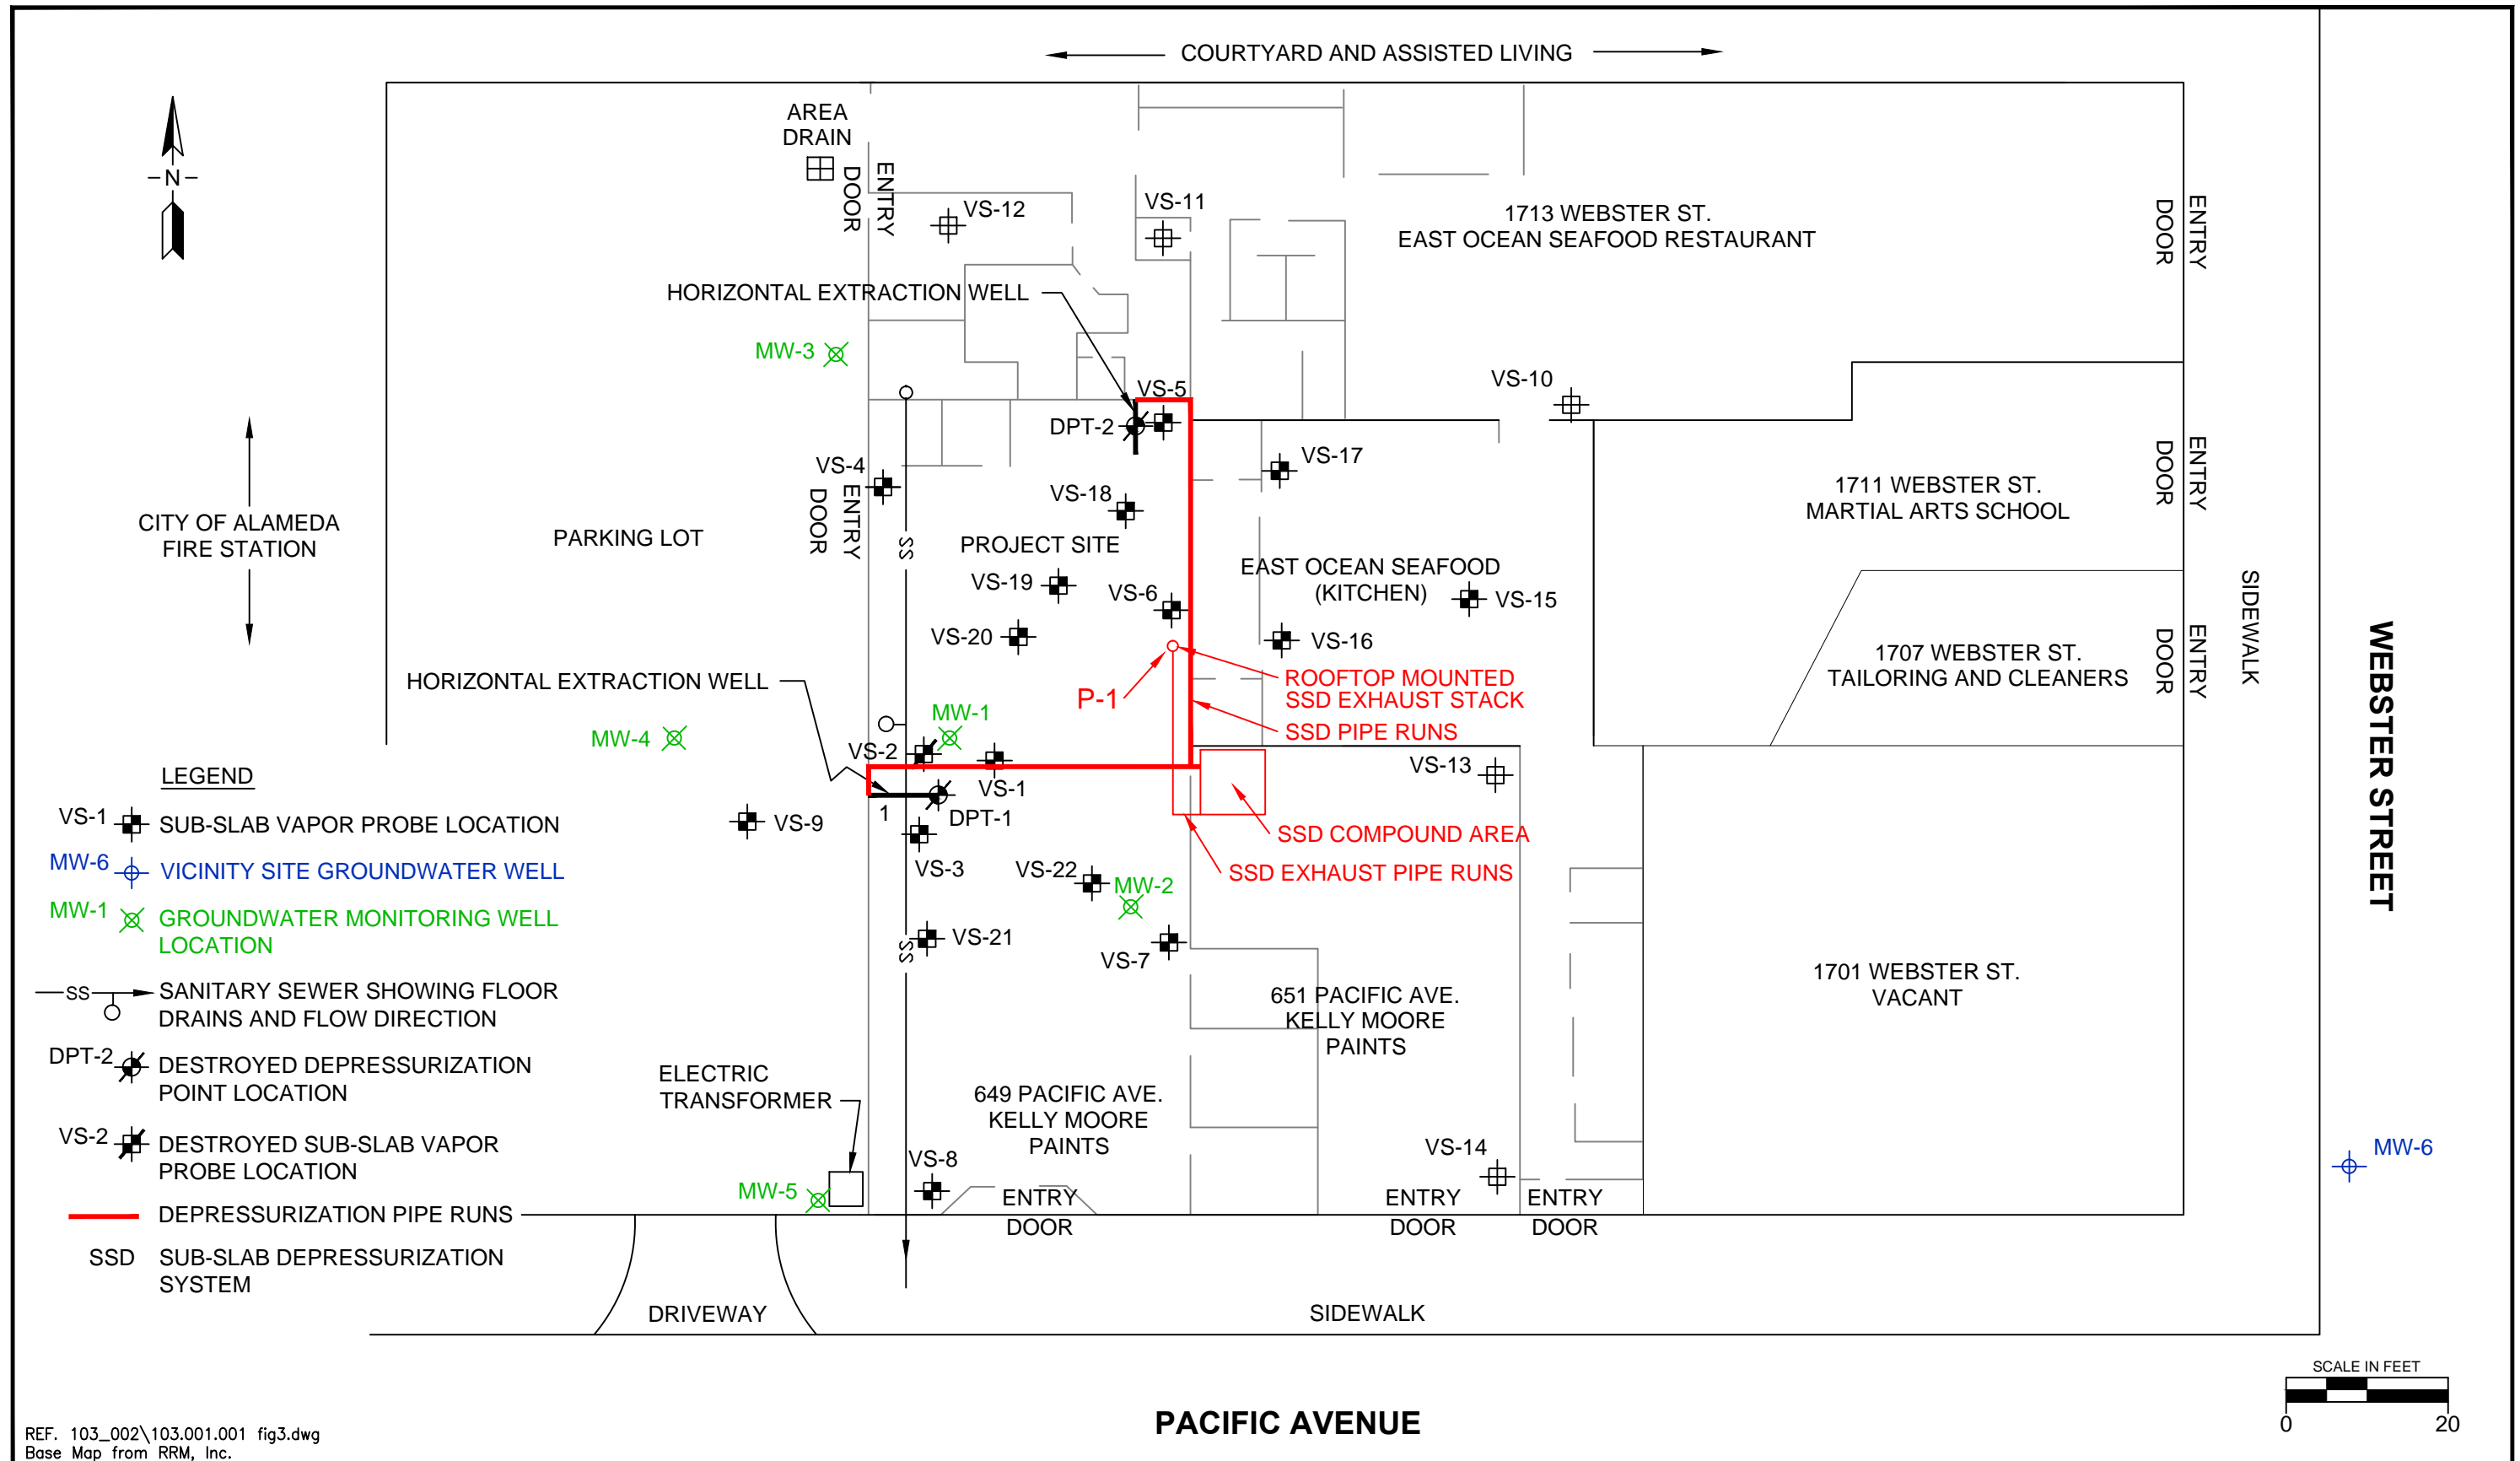 COURTYARD AND ASSISTED LIVING
N
AREA
DRAIN
ENTRY
DOOR
VS-12
VS-11
1713 WEBSTER ST.
EAST OCEAN SEAFOOD RESTAURANT
ENTRY
DOOR
HORIZONTAL EXTRACTION WELL
MW-3
VS-5
VS-10
DPT-2
VS-17
VS-4
ENTRY
DOOR
VS-18
1711 WEBSTER ST.
MARTIAL ARTS SCHOOL
ENTRY
DOOR
CITY OF ALAMEDA
FIRE STATION
PARKING LOT
SS
PROJECT SITE
VS-19
VS-6
EAST OCEAN SEAFOOD
(KITCHEN)
VS-15
SIDEWALK
WEBSTER STREET
VS-20
VS-16
1707 WEBSTER ST.
TAILORING AND CLEANERS
ENTRY
DOOR
HORIZONTAL EXTRACTION WELL
P-1
ROOFTOP MOUNTED
SSD EXHAUST STACK
SSD PIPE RUNS
MW-4
MW-1
VS-2
VS-1
VS-13
1
DPT-1
VS-9
VS-3
SSD COMPOUND AREA
SSD EXHAUST PIPE RUNS
VS-22
MW-2
VS-21
SS
VS-7
651 PACIFIC AVE.
KELLY MOORE
PAINTS
1701 WEBSTER ST.
VACANT
ELECTRIC
TRANSFORMER
649 PACIFIC AVE.
KELLY MOORE
PAINTS
VS-14
MW-6
VS-8
MW-5
ENTRY
DOOR
ENTRY
DOOR
ENTRY
DOOR
DRIVEWAY
SIDEWALK
LEGEND
VS-1 SUB-SLAB VAPOR PROBE LOCATION
MW-6 VICINITY SITE GROUNDWATER WELL
MW-1 GROUNDWATER MONITORING WELL
LOCATION
SS SANITARY SEWER SHOWING FLOOR
DRAINS AND FLOW DIRECTION
DPT-2 DESTROYED DEPRESSURIZATION
POINT LOCATION
VS-2 DESTROYED SUB-SLAB VAPOR
PROBE LOCATION
DEPRESSURIZATION PIPE RUNS
SSD SUB-SLAB DEPRESSURIZATION
SYSTEM
SCALE IN FEET
0 20
PACIFIC AVENUE
REF. 103_002\103.001.001 fig3.dwg
Base Map from RRM, Inc.